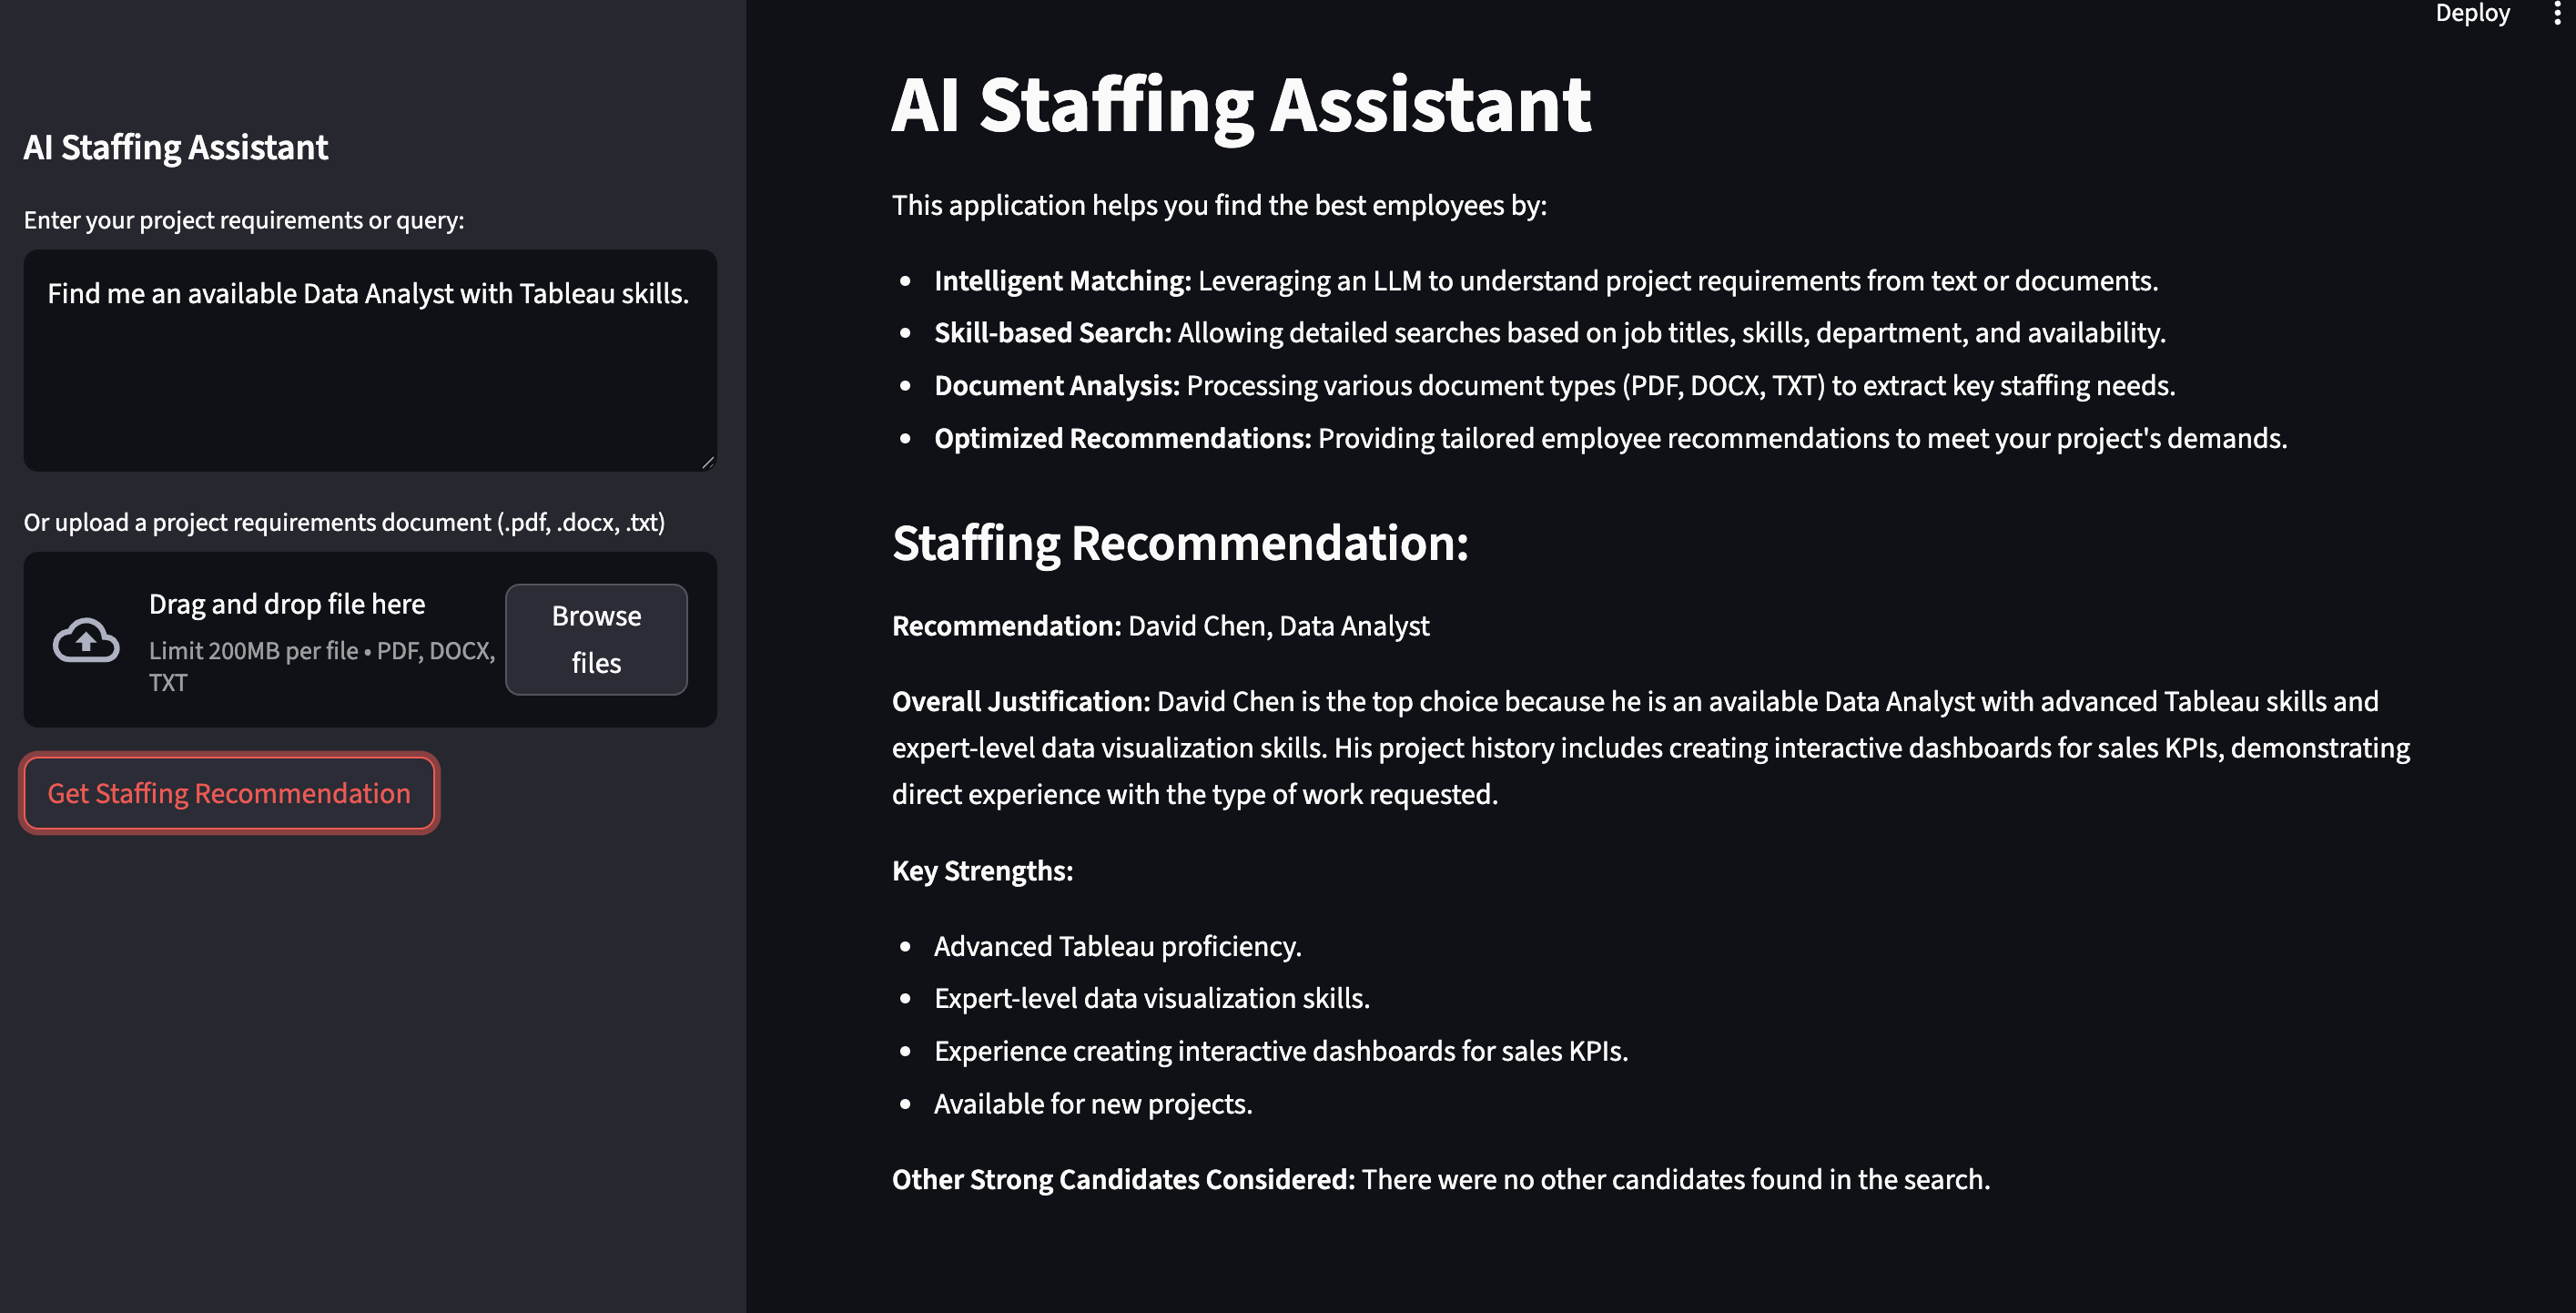 Deploy
AI Staffing Assistant
Enter your project requirements or query:
Find me an available Data Analyst with Tableau skills.
Or upload a project requirements document (.pdf, .docx, .txt)
Drag and drop file here
Limit 200MB per file • PDF, DOCX,
TXT
Browse
files
Get Staffing Recommendation
AI Staffing Assistant
This application helps you find the best employees by:
• Intelligent Matching: Leveraging an LLM to understand project requirements from text or documents.
• Skill-based Search: Allowing detailed searches based on job titles, skills, department, and availability.
• Document Analysis: Processing various document types (PDF, DOCX, TXT) to extract key staffing needs.
• Optimized Recommendations: Providing tailored employee recommendations to meet your project's demands.
Staffing Recommendation:
Recommendation: David Chen, Data Analyst
Overall Justification: David Chen is the top choice because he is an available Data Analyst with advanced Tableau skills and
expert-level data visualization skills. His project history includes creating interactive dashboards for sales KPIs, demonstrating
direct experience with the type of work requested.
Key Strengths:
• Advanced Tableau proficiency.
• Expert-level data visualization skills.
• Experience creating interactive dashboards for sales KPIs.
• Available for new projects.
Other Strong Candidates Considered: There were no other candidates found in the search.